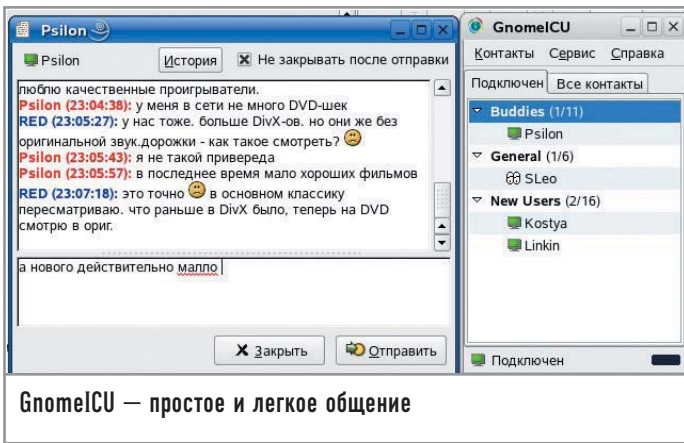 Psilon
Psilon История Не закрывать после отправки
люблю качественные проигрыватели.
Psilon (23:04:38): у меня в сети не много DVD-шек
RED (23:05:27): у нас тоже. больше DivX-ов. но они же без
оригинальной звук.дорожки - как такое смотреть?
Psilon (23:05:43): я не такой привереда
Psilon (23:05:57): в последнее время мало хороших фильмов
RED (23:07:18): это точно в основном классику
пересматриваю. что раньше в DivX было, теперь на DVD
смотрю в ориг.
а нового действительно малло
Закрыть Отправить
GnomeICU
Контакты Сервис Справка
Подключен Все контакты
Buddies (1/11)
Psilon
General (1/6)
SLeo
New Users (2/16)
Kostya
Linkin
Подключен
GnomeICU — простое и легкое общение